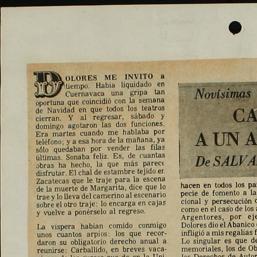 DOLORES ME INVITO a
tiempo. Había liquidado en
Cuernavaca una gripa tan
oportuna que coincidió con la semana
de Navidad en que todos los teatros
cierran. Y al regresar, sábado y
domingo agotaron las dos funciones.
Era martes cuando me hablaba por
teléfono; y a esa hora de la mañana, ya
sólo quedaban por vender las filas
últimas. Sonaba feliz. Es, de cuantas
obras ha hecho, la que más
disfrutar. El chal de estambre tejido
Zacatecas que le traje para la escena
de la muerte de Margarita, dice que lo
trae y lo lleva del camerino al escenario
sobre el otro traje: lo encarga en cajas
y vuelve a ponérselo al regreso.
La víspera habían comido conmigo
unos cuantos arpíos: los que recor-
daron su obligatorio derecho anual a
reunirse: Carballido, en breves vaca-
Novísimas
CA
A UN A
De SALVA
hacen en todos los pa
pecie de fomento a la
cional y persecución
como en el caso de los
Argentores, por ej
Dolores dio el Abanico
infligió a mis regalías
Lo singular es que d
memoriales, los de Ob